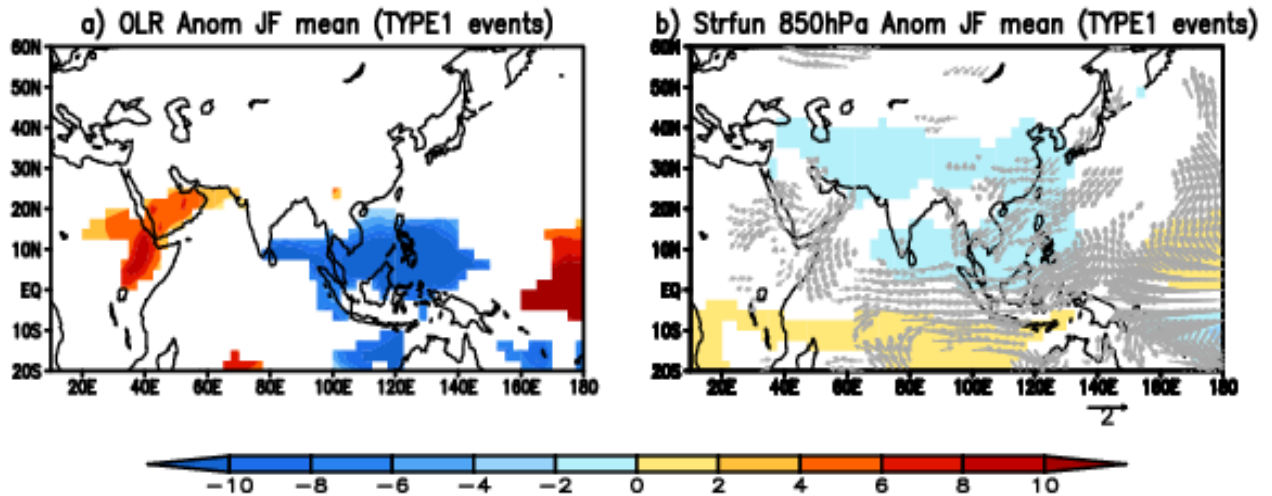 a) OLR Anom JF mean (TYPE1 events)
60N
50N
40N
30N
20N
10N
EQ
10S
20S
20E 40E 60E 80E 100E 120E 140E 160E 180
b) Strfun 850hPa Anom JF mean (TYPE1 events)
60N
50N
40N
30N
20N
10N
EQ
10S
20S
20E 40E 60E 80E 100E 120E 140E 160E 180
2
-10 -8 -6 -4 -2 0 2 4 6 8 10